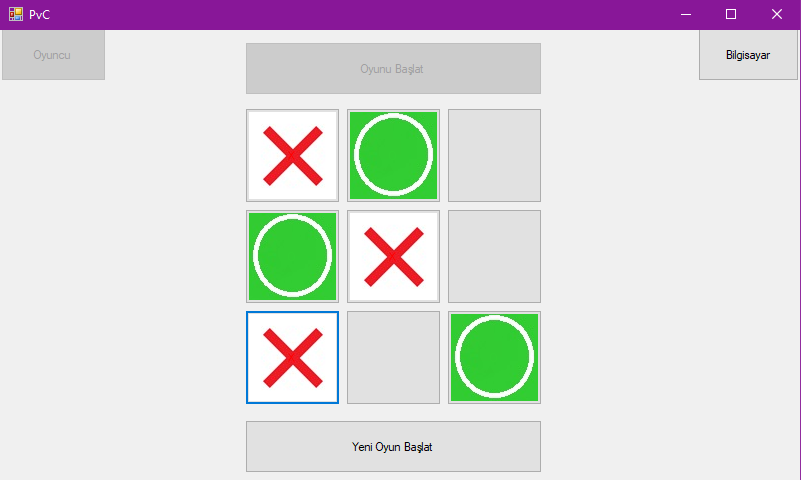 PvC
Oyuncu
Oyunu Başlat
Bilgisayar
Yeni Oyun Başlat